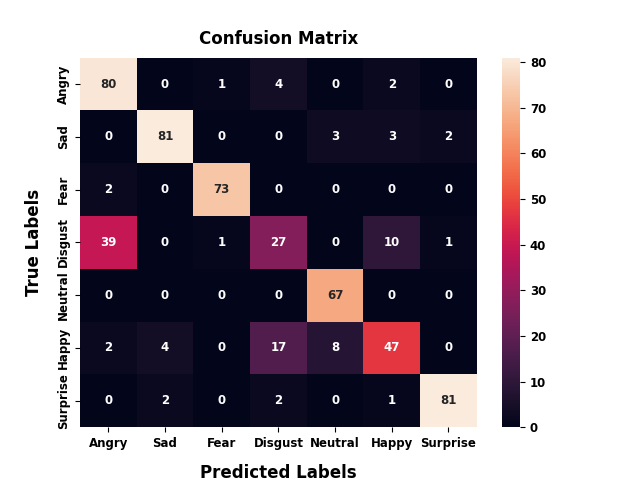 Confusion Matrix
Angry 80 0 1 4 0 2 0
Sad 0 81 0 0 3 3 2
Fear 2 0 73 0 0 0 0
Disgust 39 0 1 27 0 10 1
Neutral 0 0 0 0 67 0 0
Happy 2 4 0 17 8 47 0
Surprise 0 2 0 2 0 1 81
Angry Sad Fear Disgust Neutral Happy Surprise
True Labels
Predicted Labels
80
70
60
50
40
30
20
10
0